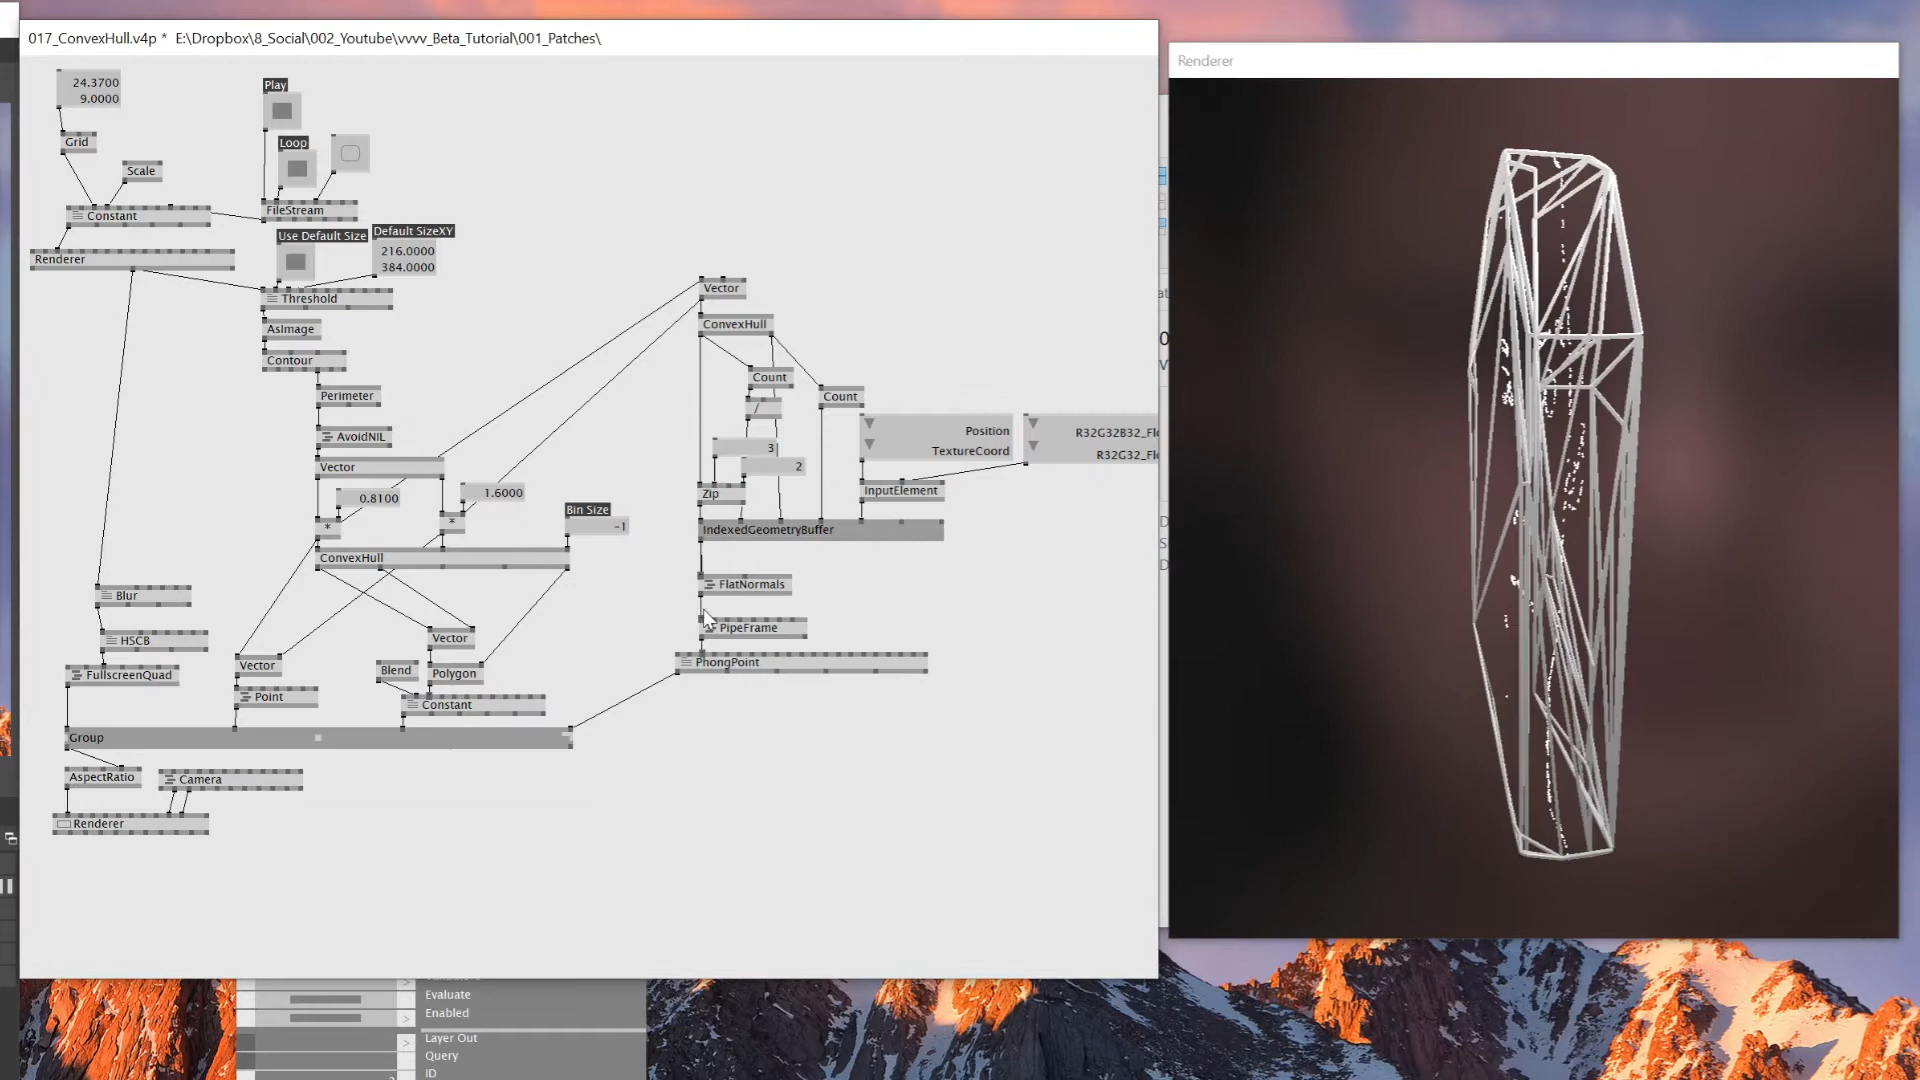 017_ConvexHull.v4p * E:\Dropbox\8_Social\002_Youtube\vvvv_Beta_Tutorial\001_Patches\
Renderer
24.3700
9.0000
Play
Grid
Loop
Scale
Constant
FileStream
Use Default Size
Default SizeXY
216.0000
384.0000
Renderer
Threshold
AsImage
Contour
Perimeter
AvoidNIL
Vector
0.8100
1.6000
*
*
Bin Size
-1
ConvexHull
Vector
ConvexHull
Count
Count
/
3
2
Position
TextureCoord
R32G32B32_Flo
R32G32_Flo
Zip
InputElement
IndexedGeometryBuffer
FlatNormals
PipeFrame
PhongPoint
Blur
HSCB
FullscreenQuad
Vector
Point
Vector
Blend
Polygon
Constant
Group
AspectRatio
Camera
Renderer
Evaluate
Enabled
Layer Out
Query
ID